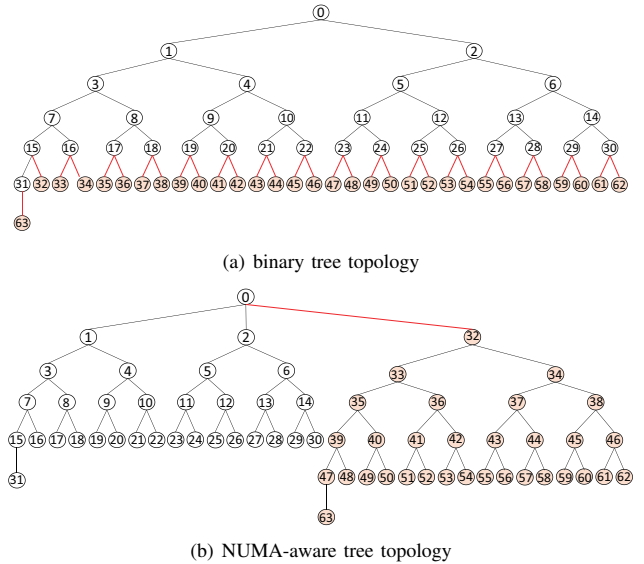 0
1 2
3 4 5 6
7 8 9 10 11 12 13 14
15 16 17 18 19 20 21 22 23 24 25 26 27 28 29 30
31 32 33 34 35 36 37 38 39 40 41 42 43 44 45 46 47 48 49 50 51 52 53 54 55 56 57 58 59 60 61 62
63
(a) binary tree topology
0
1 2 32
3 4 5 6 33 34
7 8 9 10 11 12 13 14 35 36 37 38
15 16 17 18 19 20 21 22 23 24 25 26 27 28 29 30 39 40 41 42 43 44 45 46
31 47 48 49 50 51 52 53 54 55 56 57 58 59 60 61 62
63
(b) NUMA-aware tree topology